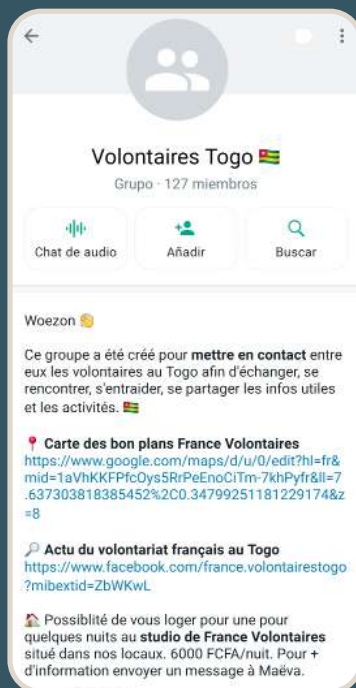 Volontaires Togo 🇹🇬
Grupo · 127 miembros
Chat de audio
Añadir
Buscar
Woezon 👏
Ce groupe a été créé pour mettre en contact entre
eux les volontaires au Togo afin d'échanger, se
rencontrer, s'entraider, se partager les infos utiles
et les activités. 🇹🇬
📍 Carte des bon plans France Volontaires
https://www.google.com/maps/d/u/0/edit?hl=fr&
mid=1aVhKKFPfcOys5RrPeEnoCiTm-7khPyfr&ll=7
.637303818385452%2C0.34799251181229174&z
=8
🔎 Actu du volontariat français au Togo
https://www.facebook.com/france.volontairestogo
?mibextid=ZbWKwL
🏠 Possiblité de vous loger pour une pour
quelques nuits au studio de France Volontaires
situé dans nos locaux. 6000 FCFA/nuit. Pour +
d'information envoyer un message à Maëva.